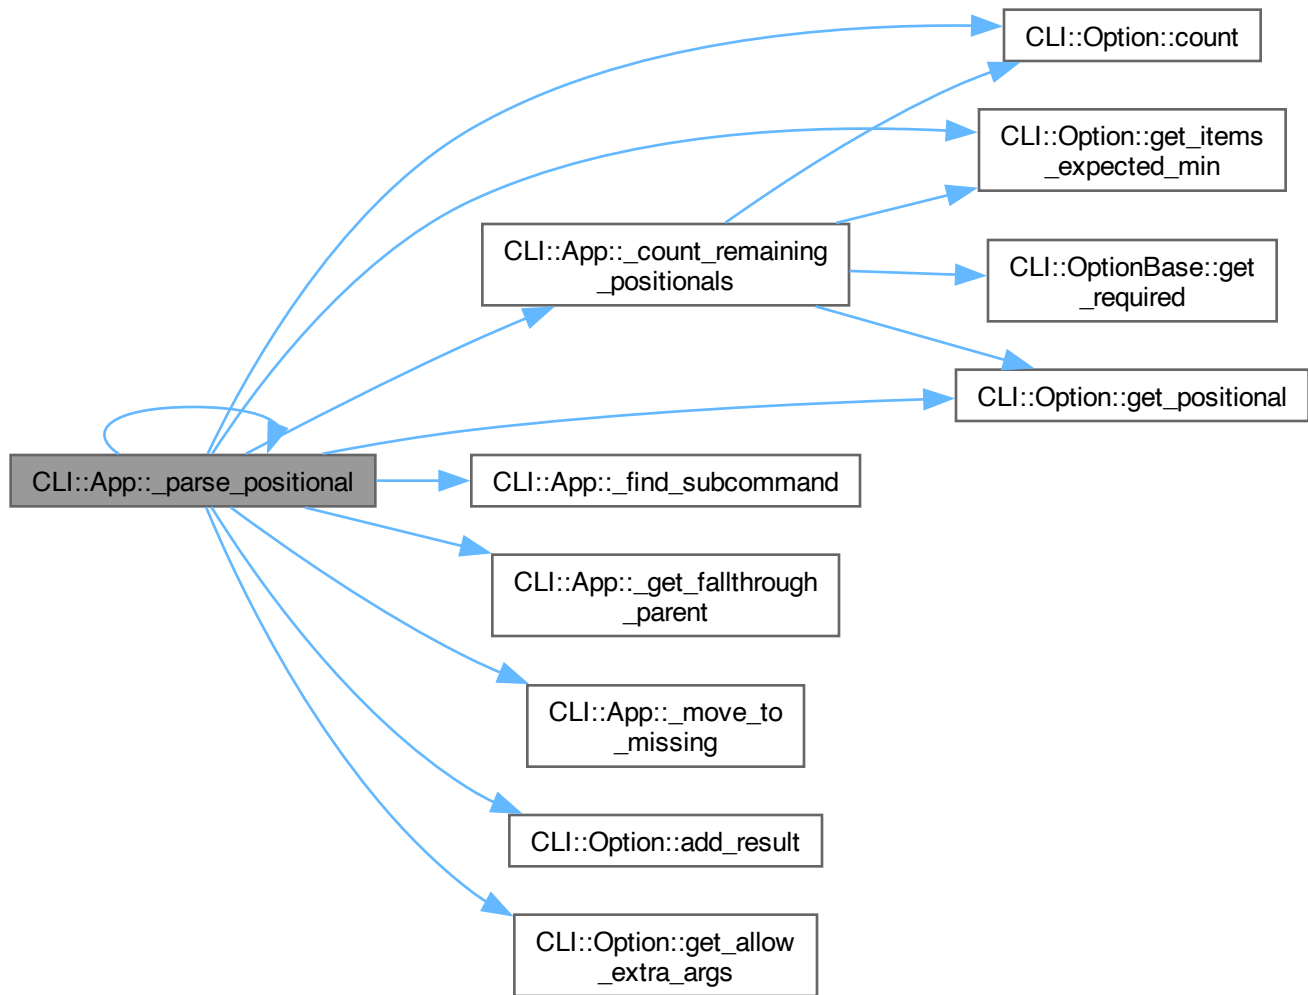 CLI::Option::count
CLI::Option::get_items
_expected_min
CLI::App::_count_remaining
_positionals
CLI::OptionBase::get
_required
CLI::Option::get_positional
CLI::App::_parse_positional
CLI::App::_find_subcommand
CLI::App::_get_fallthrough
_parent
CLI::App::_move_to
_missing
CLI::Option::add_result
CLI::Option::get_allow
_extra_args